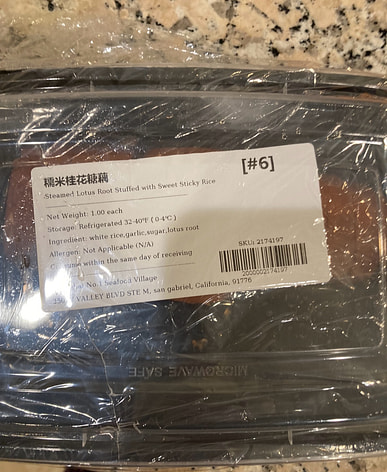 [#6]
糯米桂花糖藕
Steamed Lotus Root Stuffed with Sweet Sticky Rice
Net Weight: 1.00 each
Storage: Refrigerated 32-40°F ( 0-4°C )
Ingredient: white rice,garlic,sugar,lotus root
Allergen: Not Applicable (N/A)
within the same day of receiving
SKU: 2174197
2000002174197
No. 1 Seafood Village
VALLEY BLVD STE M, san gabriel, California, 91776
MICROWAVE SAFE